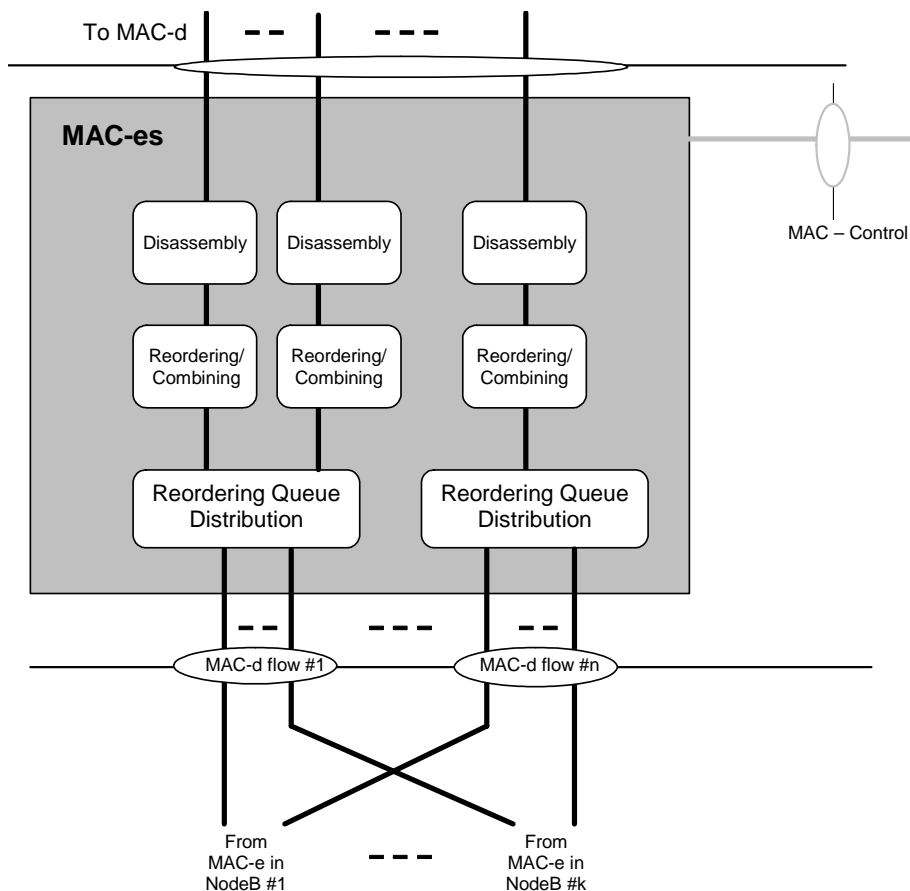 To MAC-d
MAC-es
MAC – Control
Disassembly
Disassembly
Disassembly
Reordering/
Combining
Reordering/
Combining
Reordering/
Combining
Reordering Queue
Distribution
Reordering Queue
Distribution
MAC-d flow #1
MAC-d flow #n
From
MAC-e in
NodeB #1
From
MAC-e in
NodeB #k